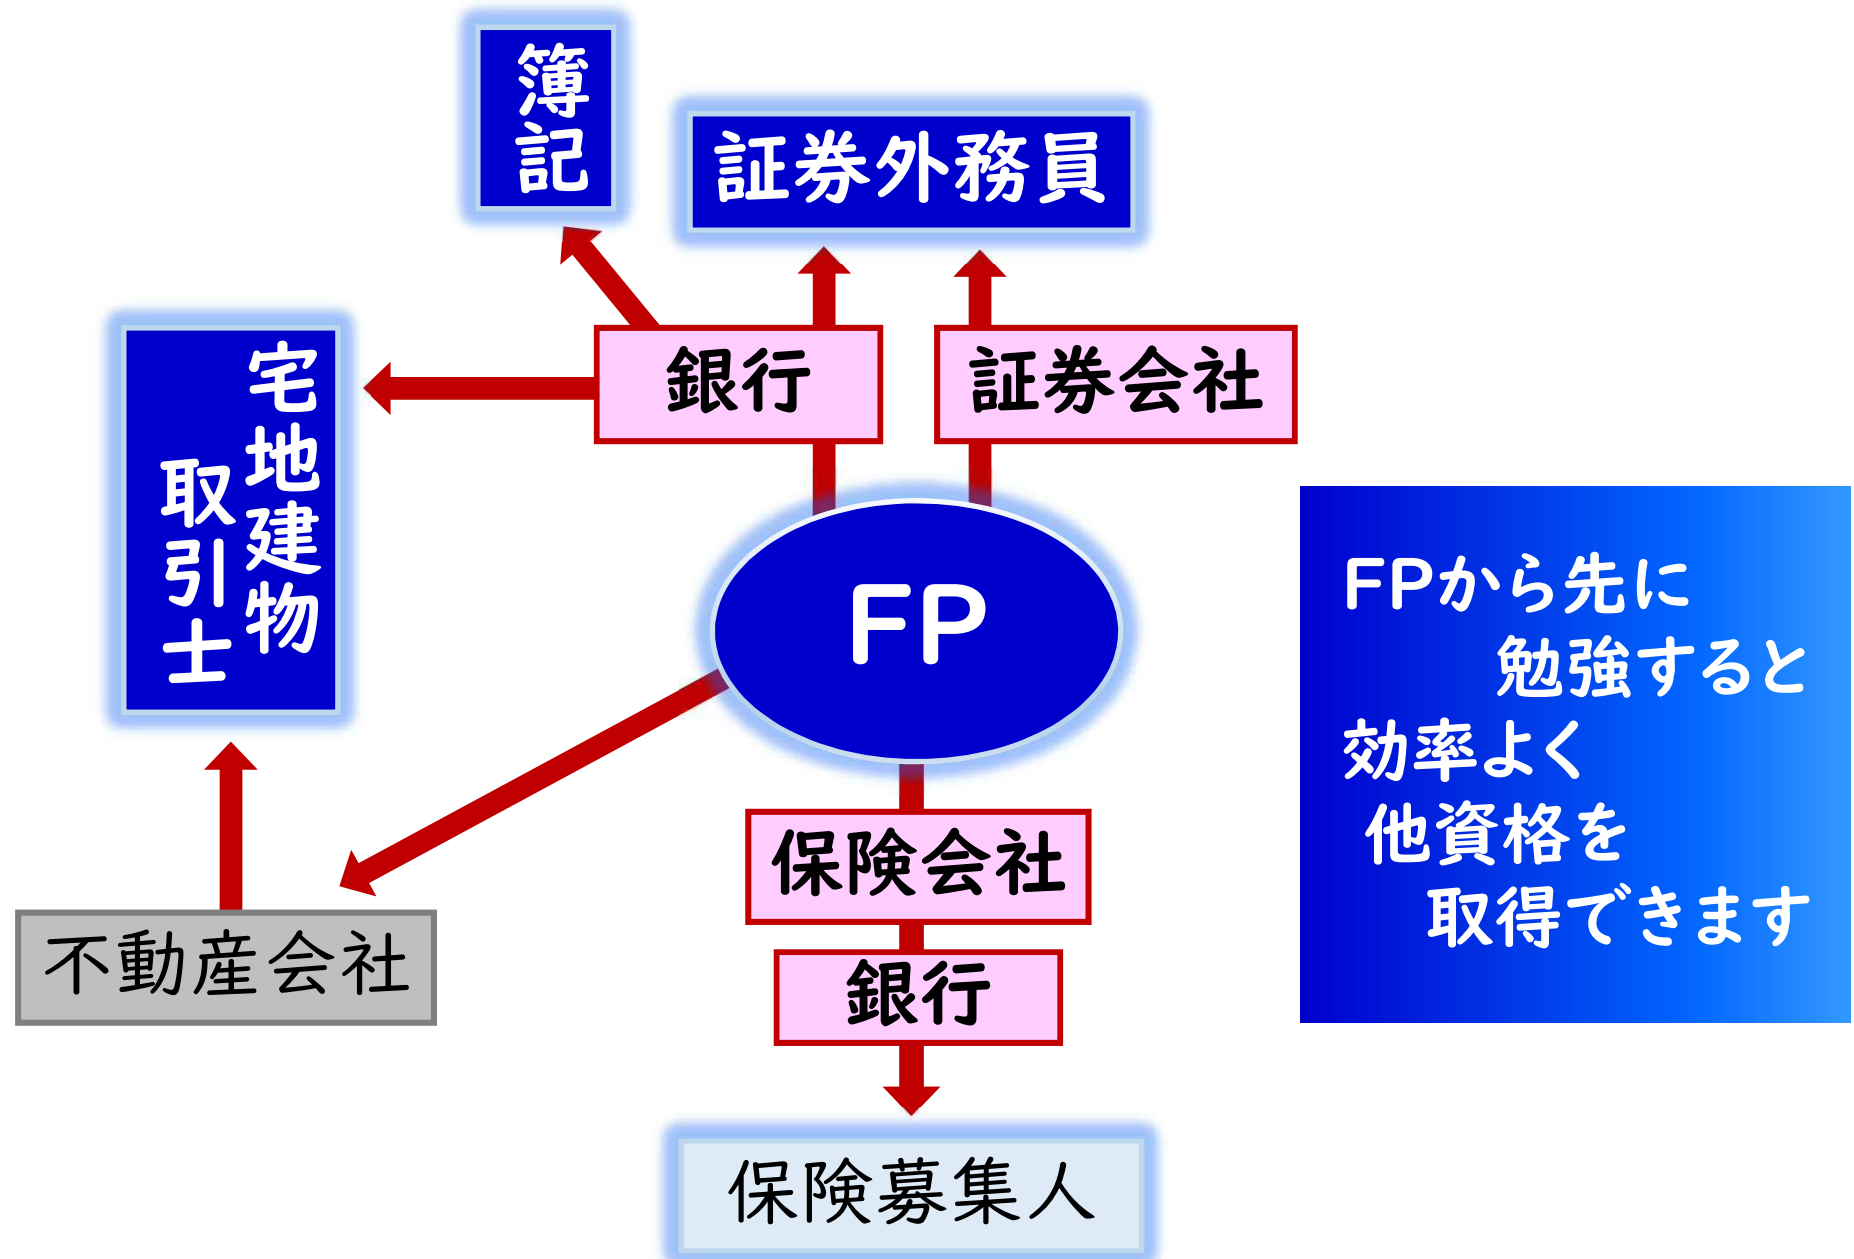 簿記
証券外務員
銀行
証券会社
宅地建物
取引士
FP
FPから先に
勉強すると
効率よく
他資格を
取得できます
保険会社
不動産会社
銀行
保険募集人